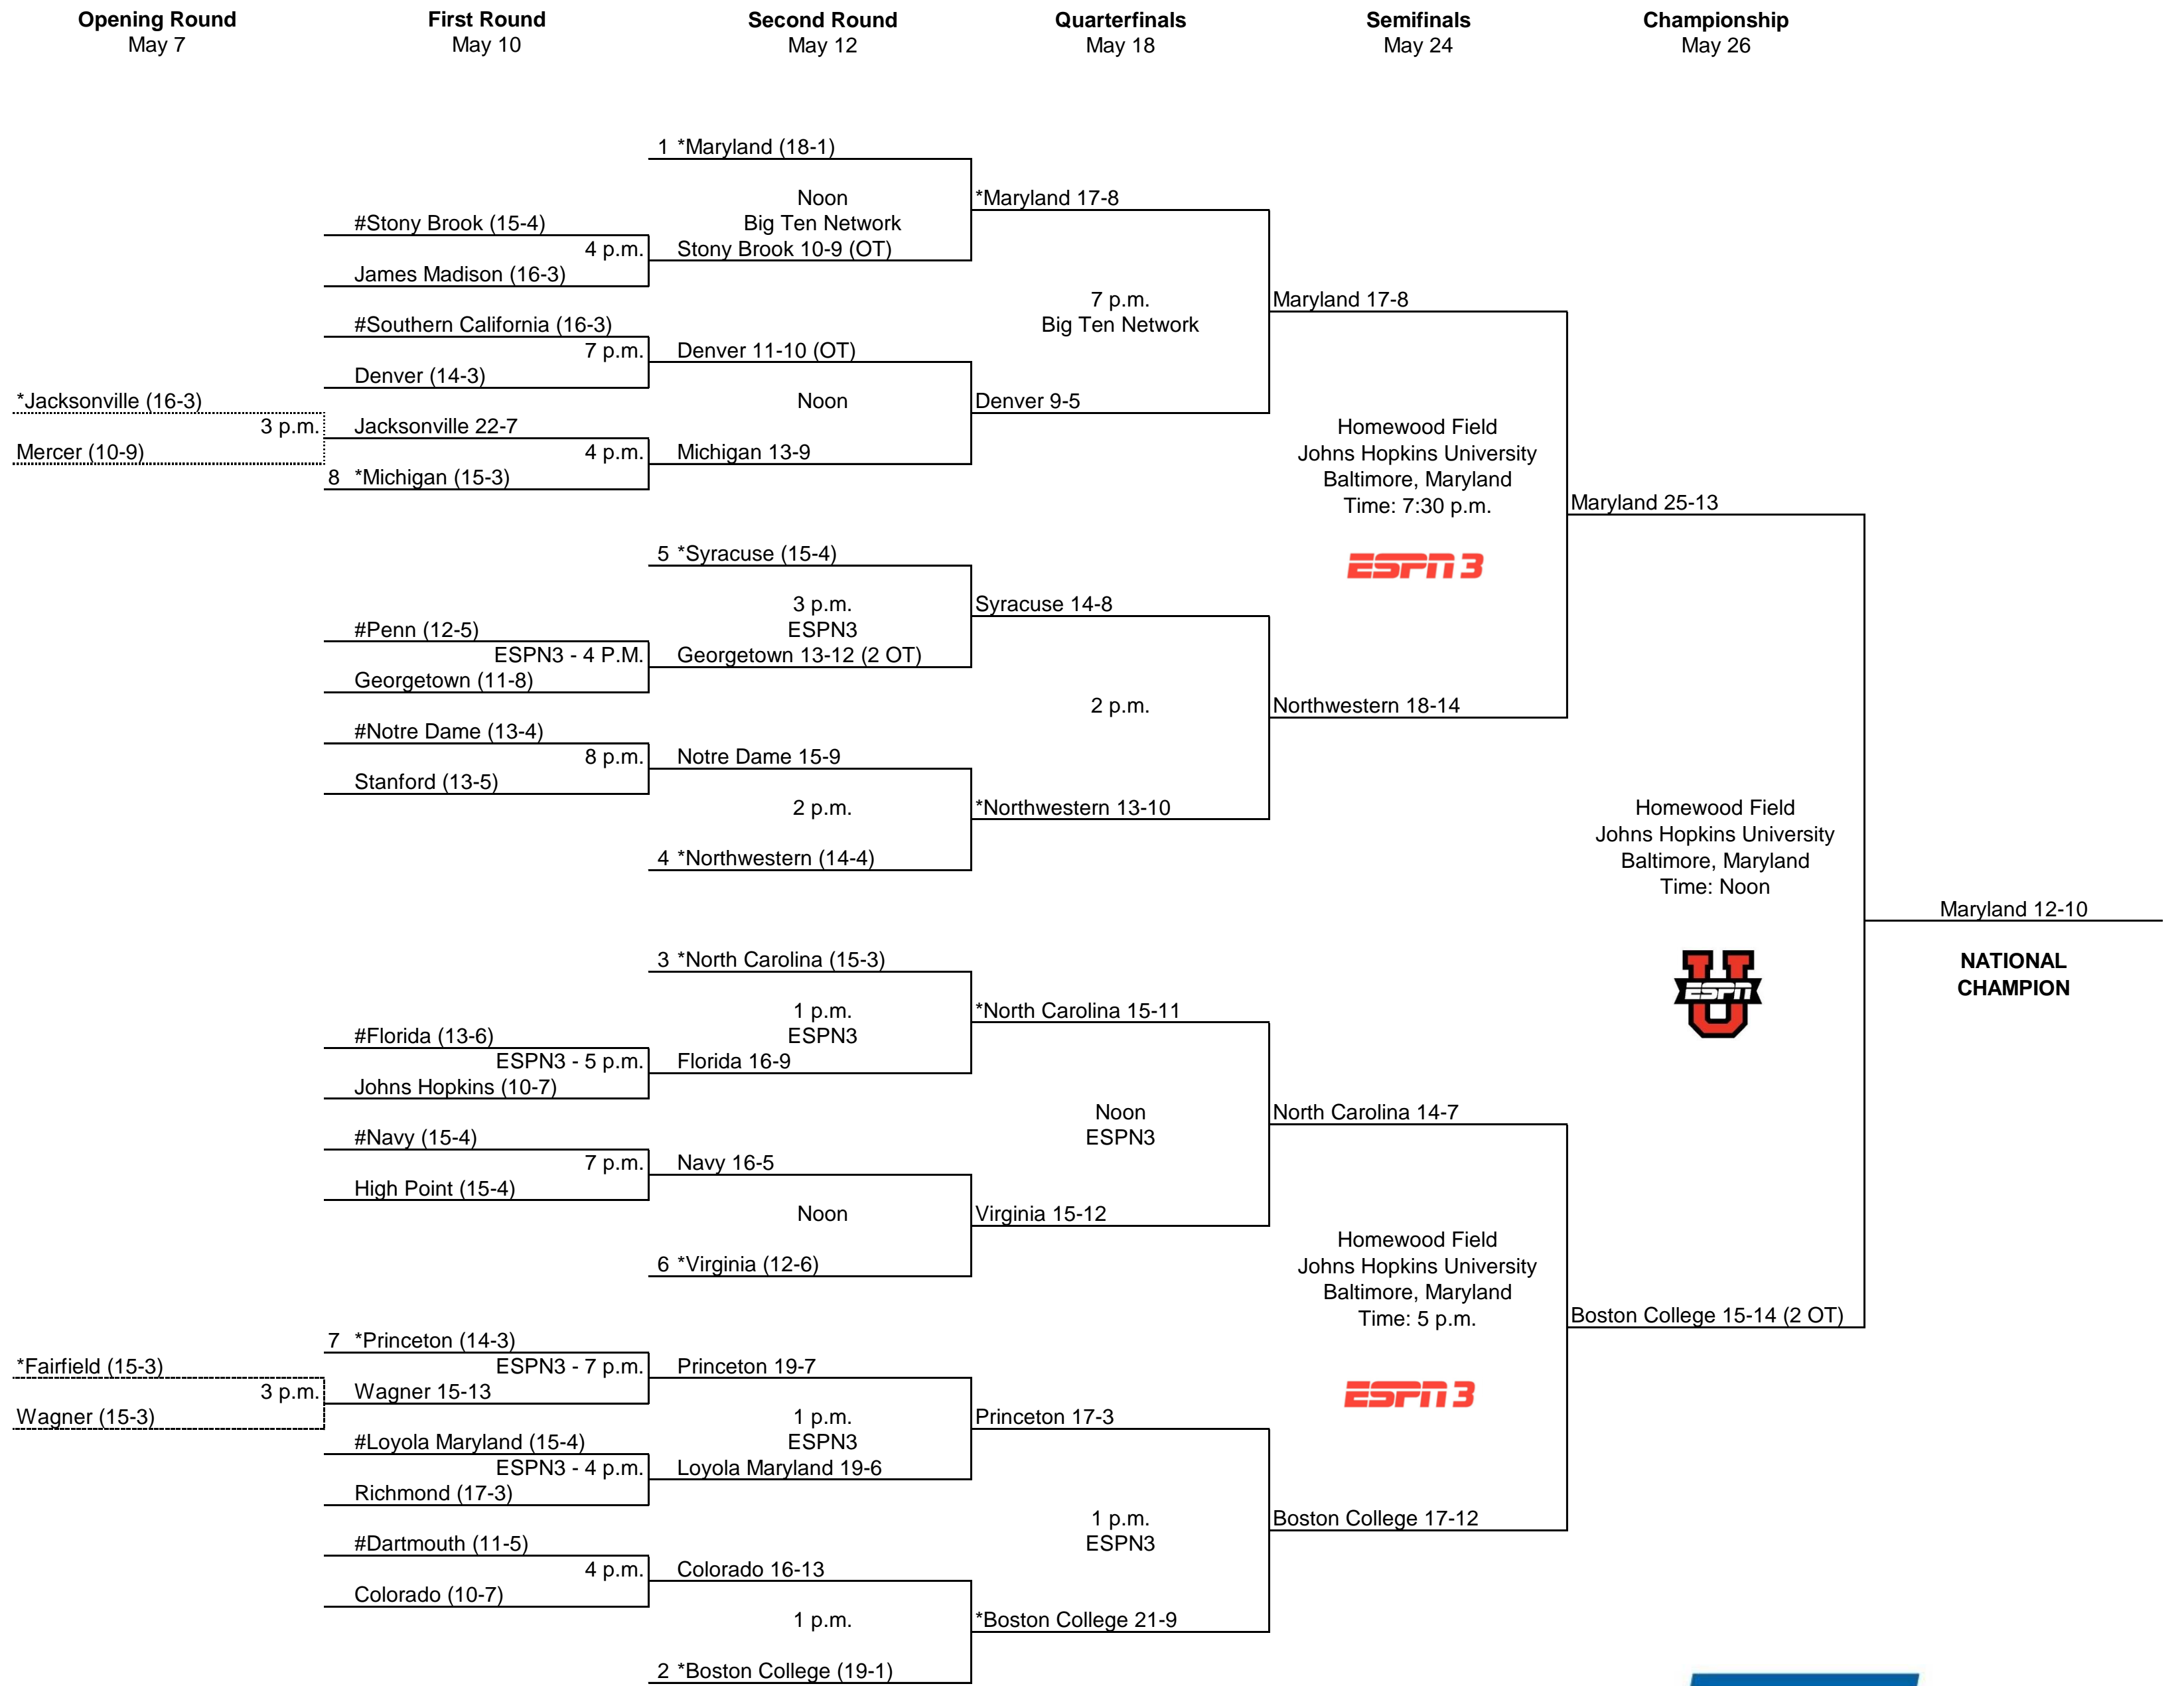 Opening Round
May 7
First Round
May 10
Second Round
May 12
Quarterfinals
May 18
Semifinals
May 24
Championship
May 26
1 *Maryland (18-1)
Noon
Big Ten Network
*Maryland 17-8
#Stony Brook (15-4)
4 p.m.
Stony Brook 10-9 (OT)
James Madison (16-3)
7 p.m.
Big Ten Network
Maryland 17-8
#Southern California (16-3)
7 p.m.
Denver 11-10 (OT)
Denver (14-3)
Noon
Denver 9-5
*Jacksonville (16-3)
3 p.m.
Mercer (10-9)
Jacksonville 22-7
4 p.m.
Michigan 13-9
8 *Michigan (15-3)
Homewood Field
Johns Hopkins University
Baltimore, Maryland
Time: 7:30 p.m.
ESPN 3
Maryland 25-13
5 *Syracuse (15-4)
3 p.m.
ESPN3
Syracuse 14-8
#Penn (12-5)
ESPN3 - 4 P.M.
Georgetown 13-12 (2 OT)
Georgetown (11-8)
2 p.m.
Northwestern 18-14
#Notre Dame (13-4)
8 p.m.
Notre Dame 15-9
Stanford (13-5)
2 p.m.
*Northwestern 13-10
4 *Northwestern (14-4)
Homewood Field
Johns Hopkins University
Baltimore, Maryland
Time: Noon
ESPN
U
Maryland 12-10
NATIONAL
CHAMPION
3 *North Carolina (15-3)
1 p.m.
ESPN3
*North Carolina 15-11
#Florida (13-6)
ESPN3 - 5 p.m.
Florida 16-9
Johns Hopkins (10-7)
Noon
ESPN3
North Carolina 14-7
#Navy (15-4)
7 p.m.
Navy 16-5
High Point (15-4)
Noon
Virginia 15-12
6 *Virginia (12-6)
Homewood Field
Johns Hopkins University
Baltimore, Maryland
Time: 5 p.m.
ESPN 3
Boston College 15-14 (2 OT)
7 *Princeton (14-3)
ESPN3 - 7 p.m.
Princeton 19-7
*Fairfield (15-3)
3 p.m.
Wagner 15-13
Wagner (15-3)
1 p.m.
ESPN3
Princeton 17-3
#Loyola Maryland (15-4)
ESPN3 - 4 p.m.
Loyola Maryland 19-6
Richmond (17-3)
1 p.m.
ESPN3
Boston College 17-12
#Dartmouth (11-5)
4 p.m.
Colorado 16-13
Colorado (10-7)
1 p.m.
*Boston College 21-9
2 *Boston College (19-1)